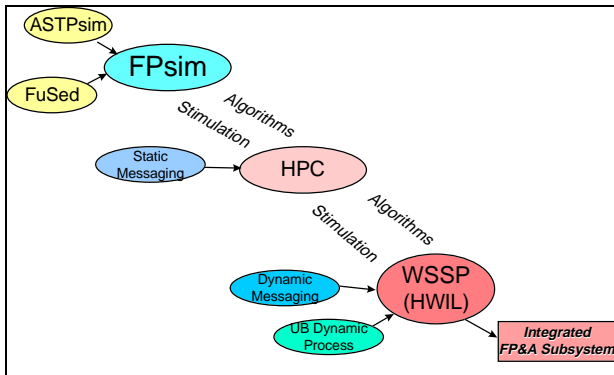 ASTPsim
FPsim
FuSed
Algorithms
Stimulation
Static
Messaging
HPC
Algorithms
Stimulation
WSSP
(HWIL)
Dynamic
Messaging
UB Dynamic
Process
Integrated
FP&A Subsystem